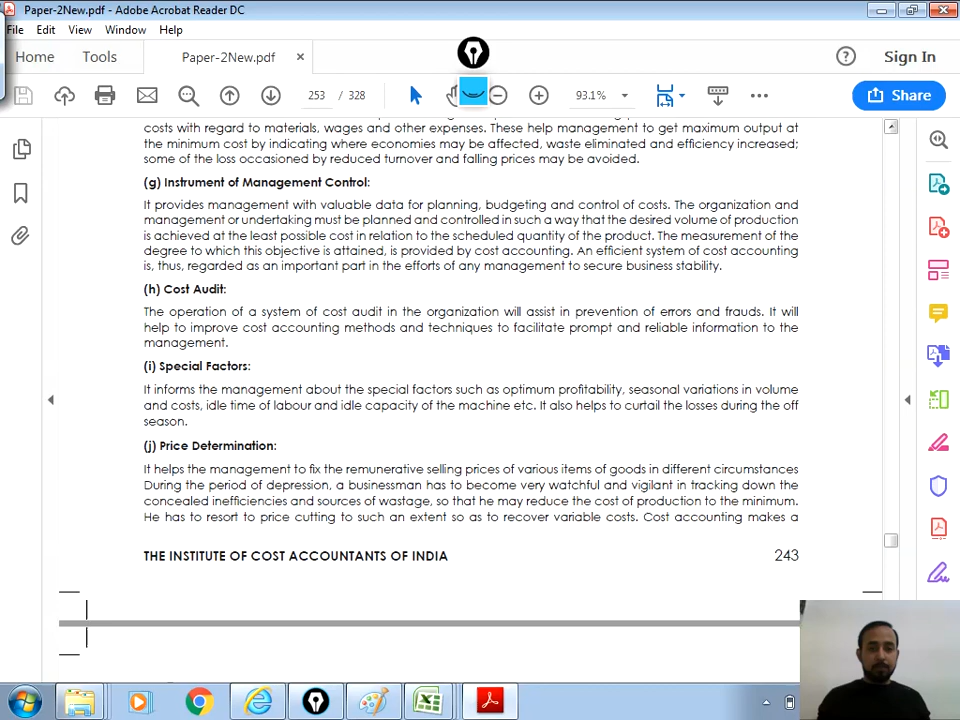 Paper-2New.pdf - Adobe Acrobat Reader DC
File Edit View Window Help
Home Tools Paper-2New.pdf × Sign In
253 / 328 93.1% Share
costs with regard to materials, wages and other expenses. These help management to get maximum output at
the minimum cost by indicating where economies may be affected, waste eliminated and efficiency increased;
some of the loss occasioned by reduced turnover and falling prices may be avoided.
(g) Instrument of Management Control:
It provides management with valuable data for planning, budgeting and control of costs. The organization and
management or undertaking must be planned and controlled in such a way that the desired volume of production
is achieved at the least possible cost in relation to the scheduled quantity of the product. The measurement of the
degree to which this objective is attained, is provided by cost accounting. An efficient system of cost accounting
is, thus, regarded as an important part in the efforts of any management to secure business stability.
(h) Cost Audit:
The operation of a system of cost audit in the organization will assist in prevention of errors and frauds. It will
help to improve cost accounting methods and techniques to facilitate prompt and reliable information to the
management.
(i) Special Factors:
It informs the management about the special factors such as optimum profitability, seasonal variations in volume
and costs, idle time of labour and idle capacity of the machine etc. It also helps to curtail the losses during the off
season.
(j) Price Determination:
It helps the management to fix the remunerative selling prices of various items of goods in different circumstances
During the period of depression, a businessman has to become very watchful and vigilant in tracking down the
concealed inefficiencies and sources of wastage, so that he may reduce the cost of production to the minimum.
He has to resort to price cutting to such an extent so as to recover variable costs. Cost accounting makes a
THE INSTITUTE OF COST ACCOUNTANTS OF INDIA 243